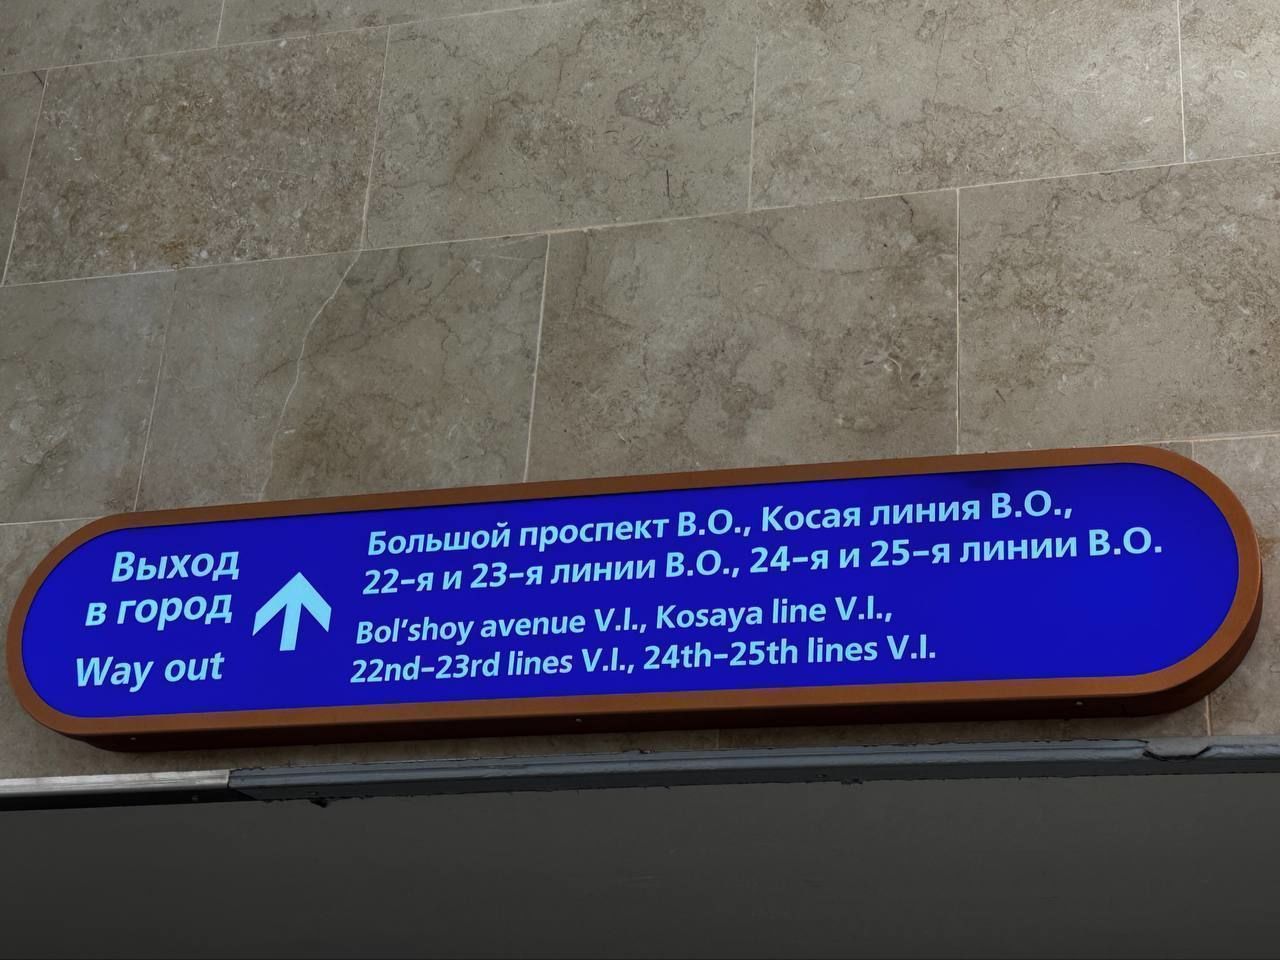 Выход
в город
Way out
Большой проспект В.О., Косая линия В.О.,
22–я и 23–я линии В.О., 24–я и 25–я линии В.О.
Bol'shoy avenue V.I., Kosaya line V.I.,
22nd–23rd lines V.I., 24th–25th lines V.I.